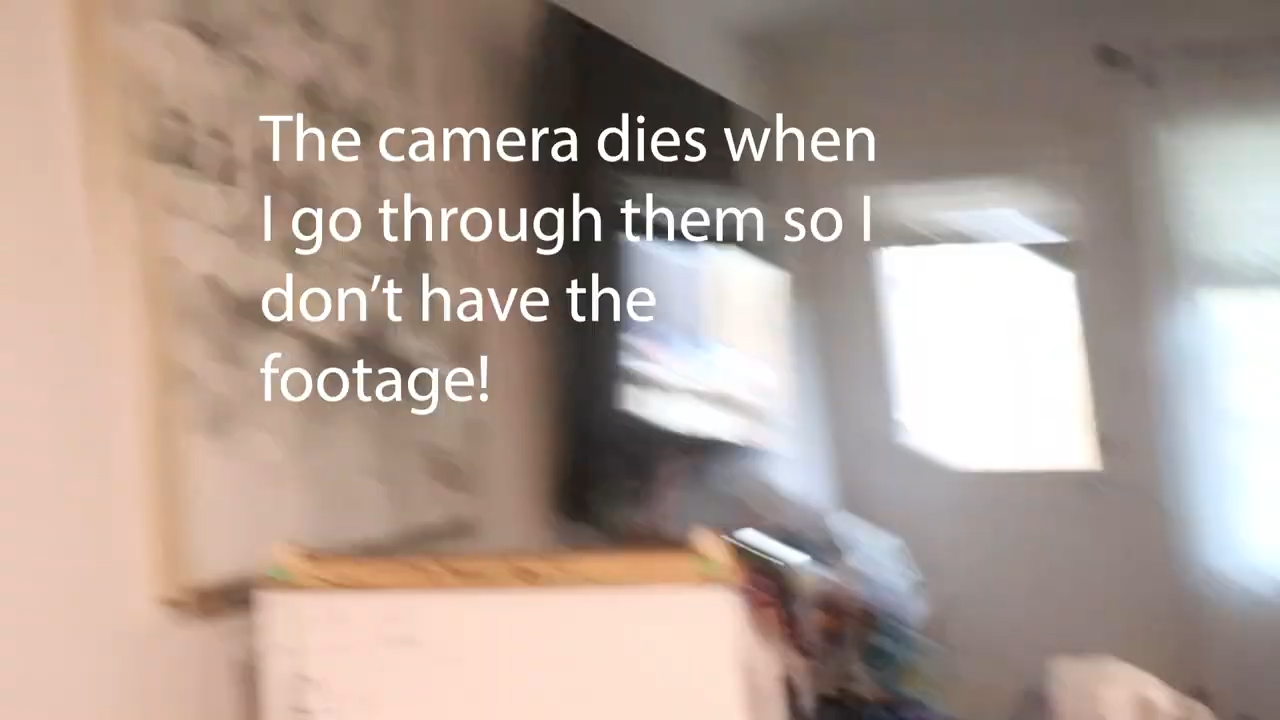 The camera dies when
I go through them so I
don’t have the
footage!